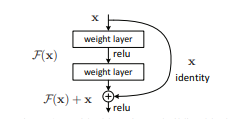 x
weight layer
F(x)
relu
x
weight layer
identity
F(x) + x
relu